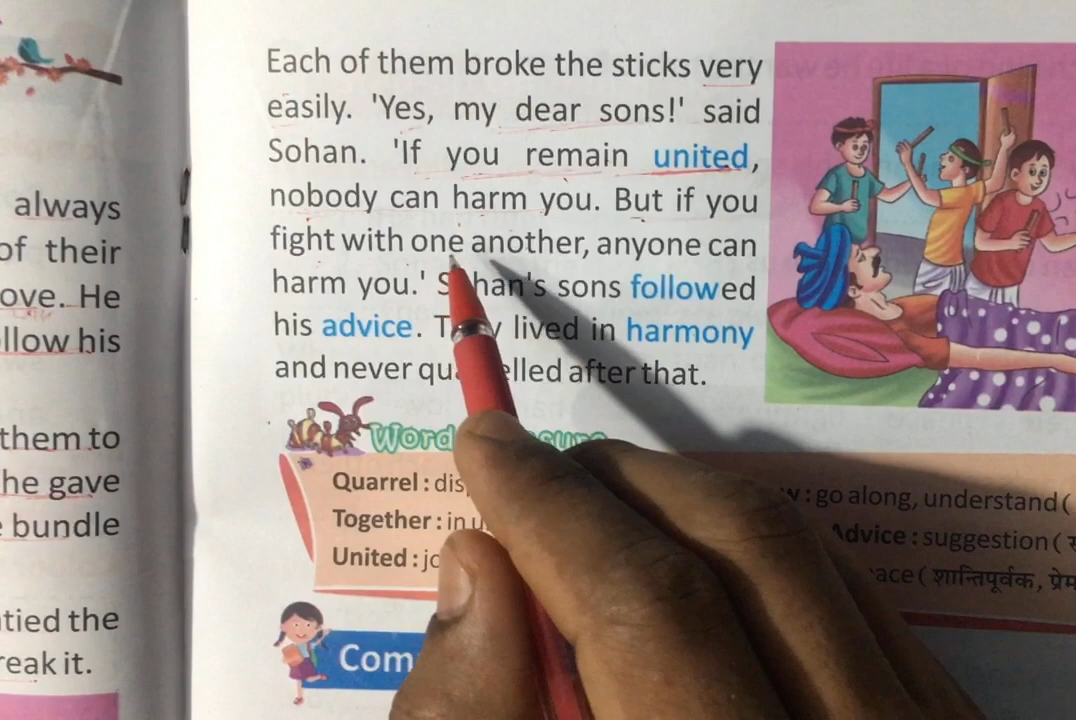 always
of their
ove. He
llow his
them to
he gave
bundle
tied the
reak it.
Each of them broke the sticks very
easily. 'Yes, my dear sons!' said
Sohan. 'If you remain united,
nobody can harm you. But if you
fight with one another, anyone can
harm you.' S han's sons followed
his advice. T y lived in harmony
and never qu elled after that.
Word
Quarrel : dis
Together : in u
United : jo
w : go along, understand (
Advice : suggestion ( स
ace ( शान्तिपूर्वक, प्रेम
Com